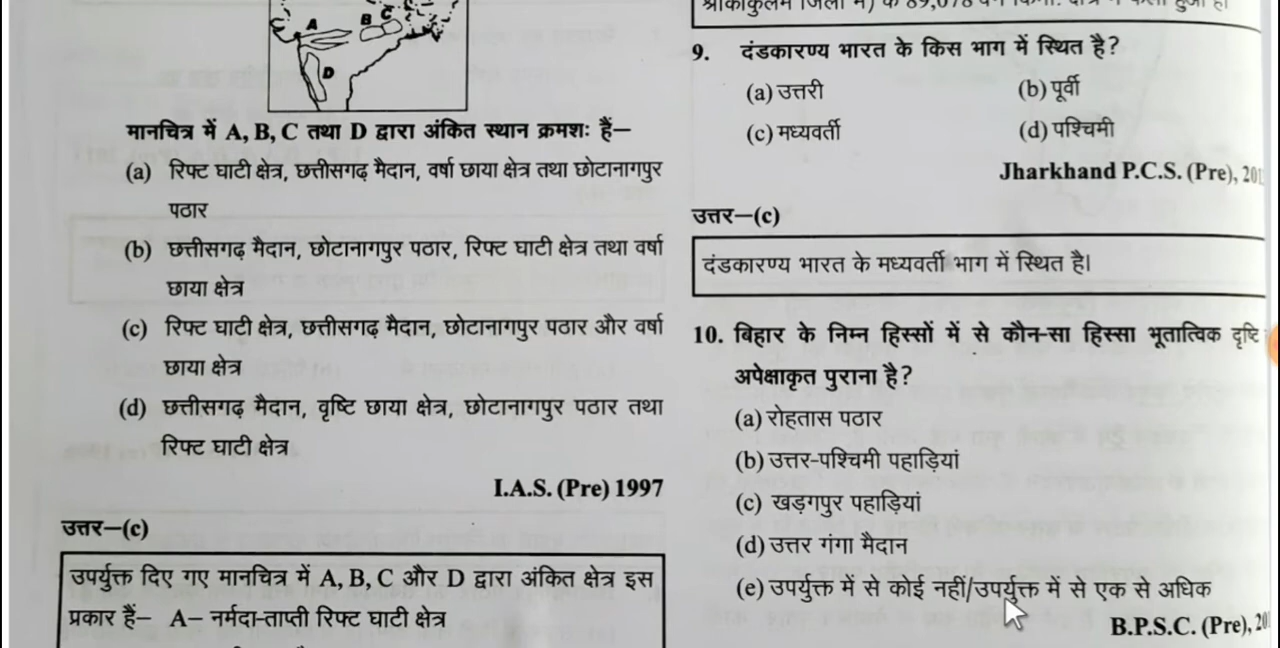 A B C
D
मानचित्र में A, B, C तथा D द्वारा अंकित स्थान क्रमशः हैं—
(a) रिफ्ट घाटी क्षेत्र, छत्तीसगढ़ मैदान, वर्षा छाया क्षेत्र तथा छोटानागपुर
पठार
(b) छत्तीसगढ़ मैदान, छोटानागपुर पठार, रिफ्ट घाटी क्षेत्र तथा वर्षा
छाया क्षेत्र
(c) रिफ्ट घाटी क्षेत्र, छत्तीसगढ़ मैदान, छोटानागपुर पठार और वर्षा
छाया क्षेत्र
(d) छत्तीसगढ़ मैदान, वृष्टि छाया क्षेत्र, छोटानागपुर पठार तथा
रिफ्ट घाटी क्षेत्र
I.A.S. (Pre) 1997
उत्तर—(c)
उपर्युक्त दिए गए मानचित्र में A, B, C और D द्वारा अंकित क्षेत्र इस
प्रकार हैं— A— नर्मदा-ताप्ती रिफ्ट घाटी क्षेत्र
9. दंडकारण्य भारत के किस भाग में स्थित है?
(a) उत्तरी (b) पूर्वी
(c) मध्यवर्ती (d) पश्चिमी
Jharkhand P.C.S. (Pre),
उत्तर—(c)
दंडकारण्य भारत के मध्यवर्ती भाग में स्थित है।
10. बिहार के निम्न हिस्सों में से कौन-सा हिस्सा भूतात्विक दृष्टि
अपेक्षाकृत पुराना है?
(a) रोहतास पठार
(b) उत्तर-पश्चिमी पहाड़ियां
(c) खड़गपुर पहाड़ियां
(d) उत्तर गंगा मैदान
(e) उपर्युक्त में से कोई नहीं/उपर्युक्त में से एक से अधिक
B.P.S.C. (Pre),